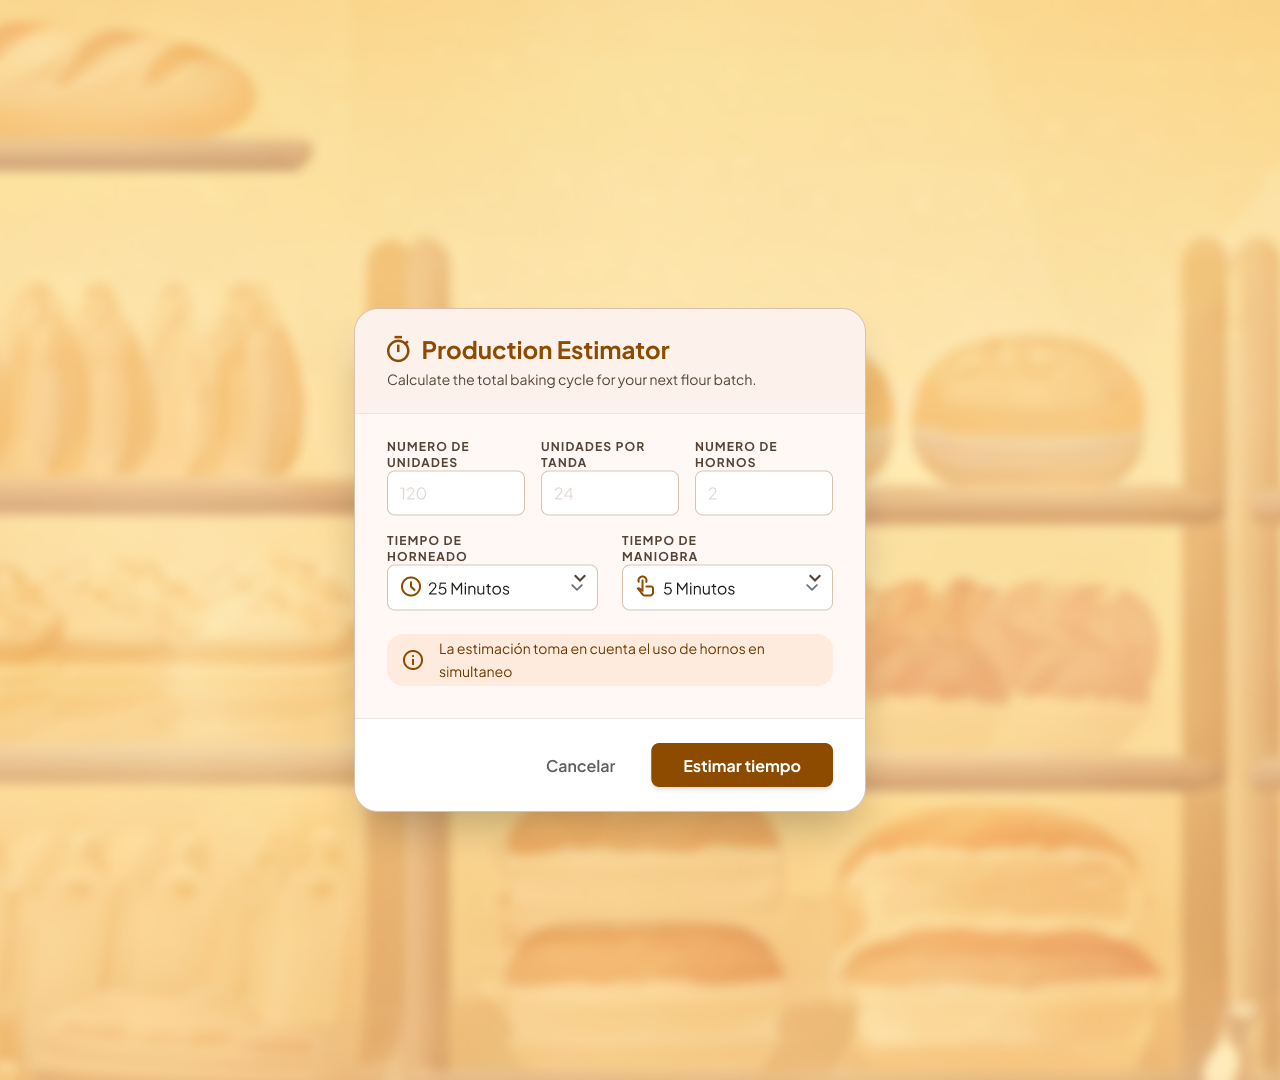 Production Estimator
Calculate the total baking cycle for your next flour batch.
NUMERO DE
UNIDADES
120
UNIDADES POR
TANDA
24
NUMERO DE
HORNOS
2
TIEMPO DE
HORNEADO
25 Minutos
TIEMPO DE
MANIOBRA
5 Minutos
La estimación toma en cuenta el uso de hornos en
simultaneo
Cancelar
Estimar tiempo